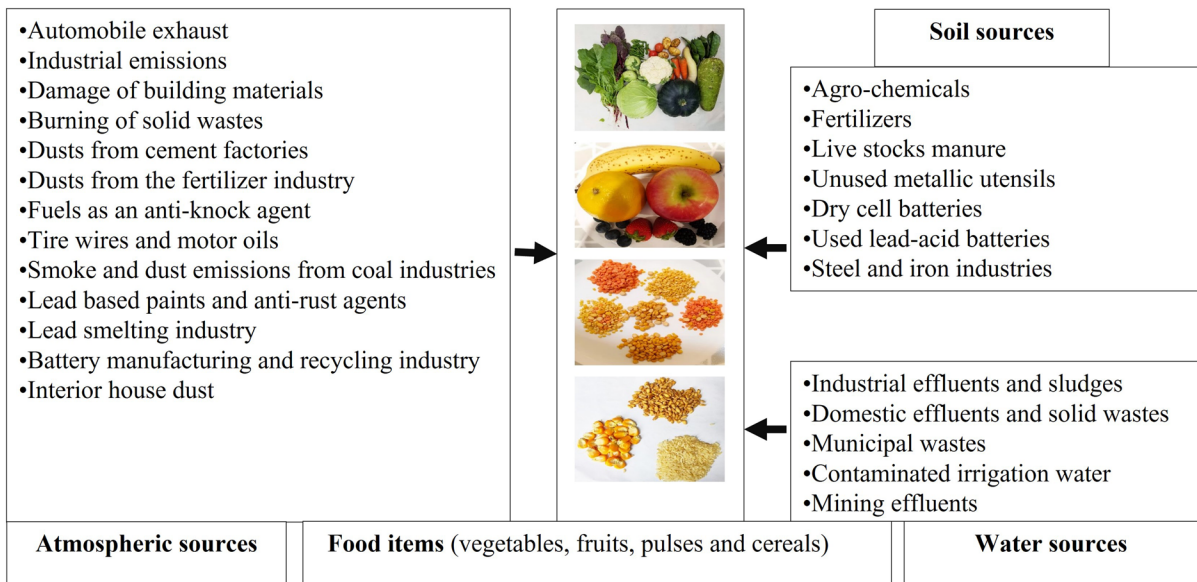 •Automobile exhaust
•Industrial emissions
•Damage of building materials
•Burning of solid wastes
•Dusts from cement factories
•Dusts from the fertilizer industry
•Fuels as an anti-knock agent
•Tire wires and motor oils
•Smoke and dust emissions from coal industries
•Lead based paints and anti-rust agents
•Lead smelting industry
•Battery manufacturing and recycling industry
•Interior house dust
Atmospheric sources
Food items (vegetables, fruits, pulses and cereals)
Soil sources
•Agro-chemicals
•Fertilizers
•Live stocks manure
•Unused metallic utensils
•Dry cell batteries
•Used lead-acid batteries
•Steel and iron industries
•Industrial effluents and sludges
•Domestic effluents and solid wastes
•Municipal wastes
•Contaminated irrigation water
•Mining effluents
Water sources